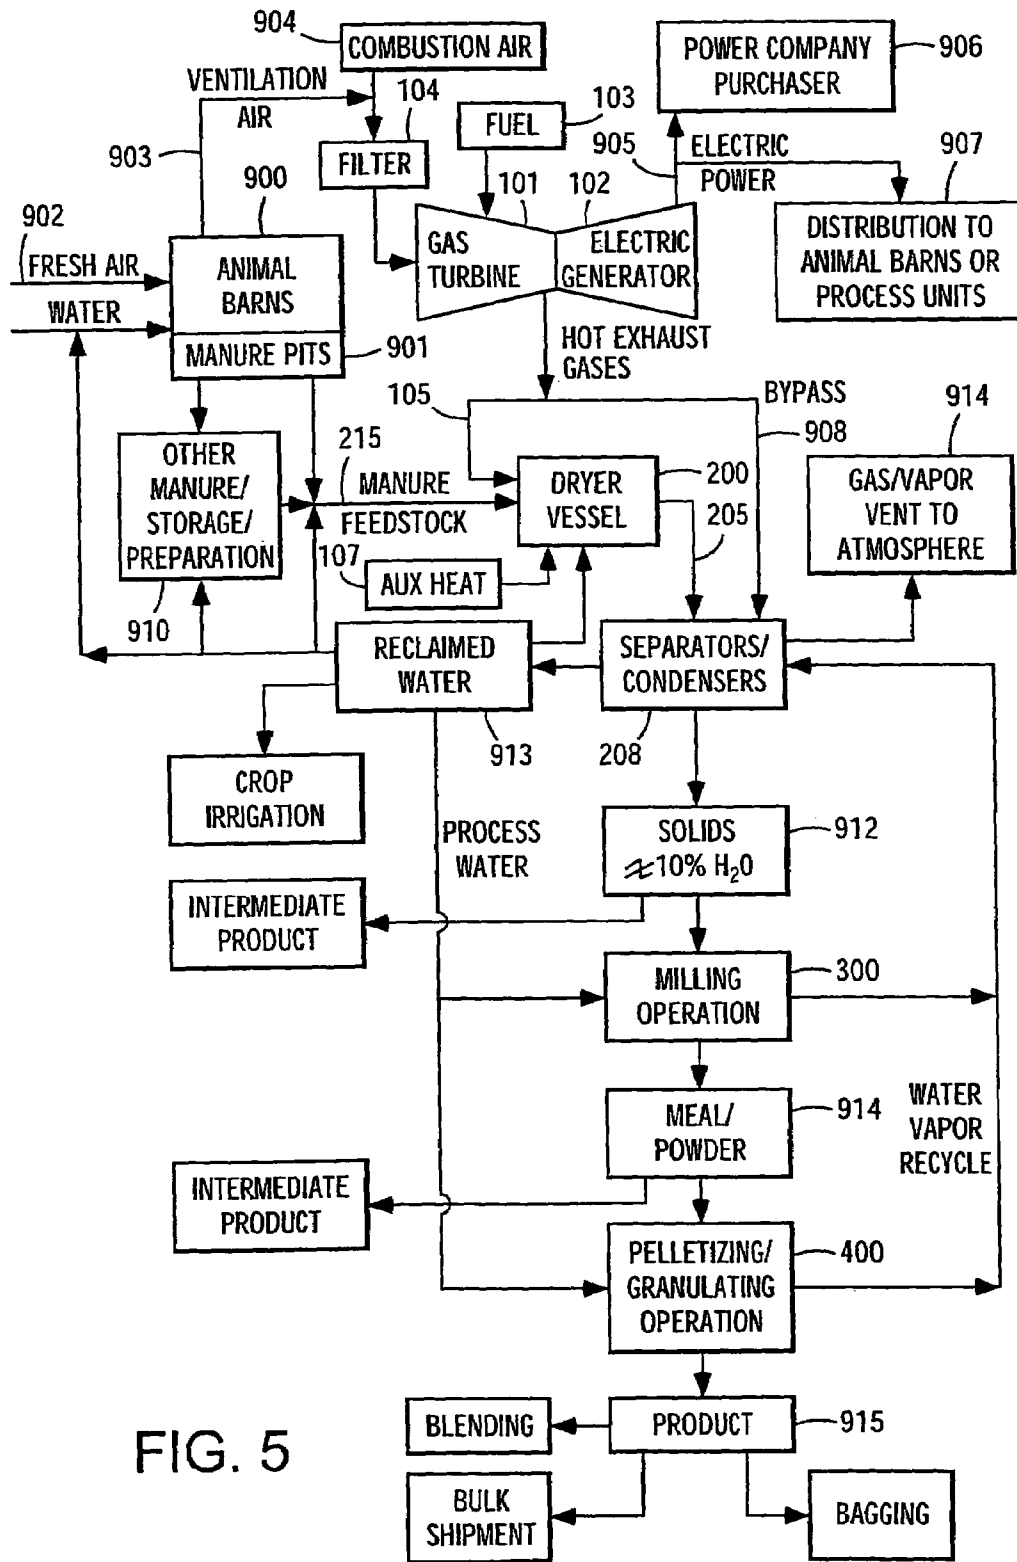 904
COMBUSTION AIR
POWER COMPANY
PURCHASER
906
VENTILATION
AIR
104
FUEL
103
903
FILTER
905
ELECTRIC
POWER
907
900
101
102
902
FRESH AIR
WATER
ANIMAL
BARNS
GAS
TURBINE
ELECTRIC
GENERATOR
DISTRIBUTION TO
ANIMAL BARNS OR
PROCESS UNITS
MANURE PITS
901
HOT EXHAUST
GASES
105
BYPASS
908
914
OTHER
MANURE/
STORAGE/
PREPARATION
215
MANURE
FEEDSTOCK
DRYER
VESSEL
200
205
GAS/VAPOR
VENT TO
ATMOSPHERE
107
AUX HEAT
910
RECLAIMED
WATER
SEPARATORS/
CONDENSERS
913
208
CROP
IRRIGATION
PROCESS
WATER
SOLIDS
≈10% H₂O
912
INTERMEDIATE
PRODUCT
MILLING
OPERATION
300
MEAL/
POWDER
914
WATER
VAPOR
RECYCLE
INTERMEDIATE
PRODUCT
PELLETIZING/
GRANULATING
OPERATION
400
BLENDING
PRODUCT
915
FIG. 5
BULK
SHIPMENT
BAGGING